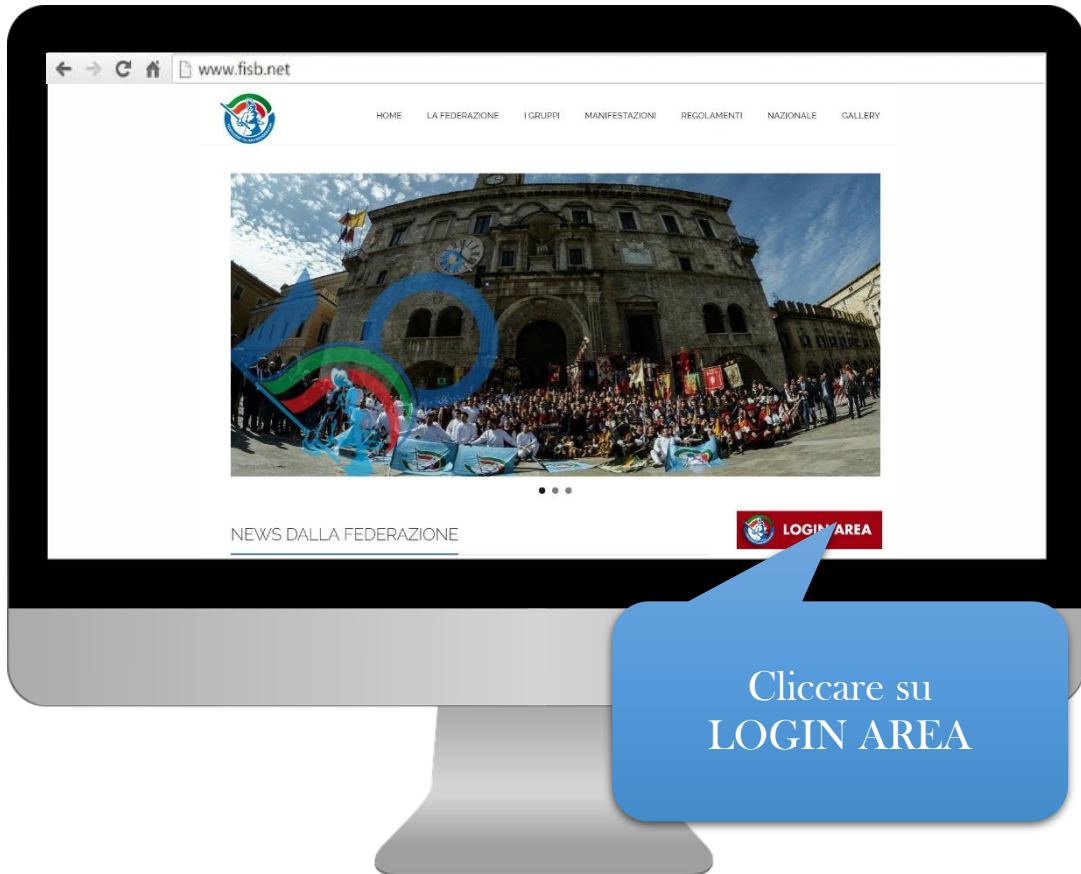 www.fisb.net
HOME LA FEDERAZIONE I GRUPPI MANIFESTAZIONI REGOLAMENTI NAZIONALE GALLERY
NEWS DALLA FEDERAZIONE
LOGIN AREA
Cliccare su
LOGIN AREA